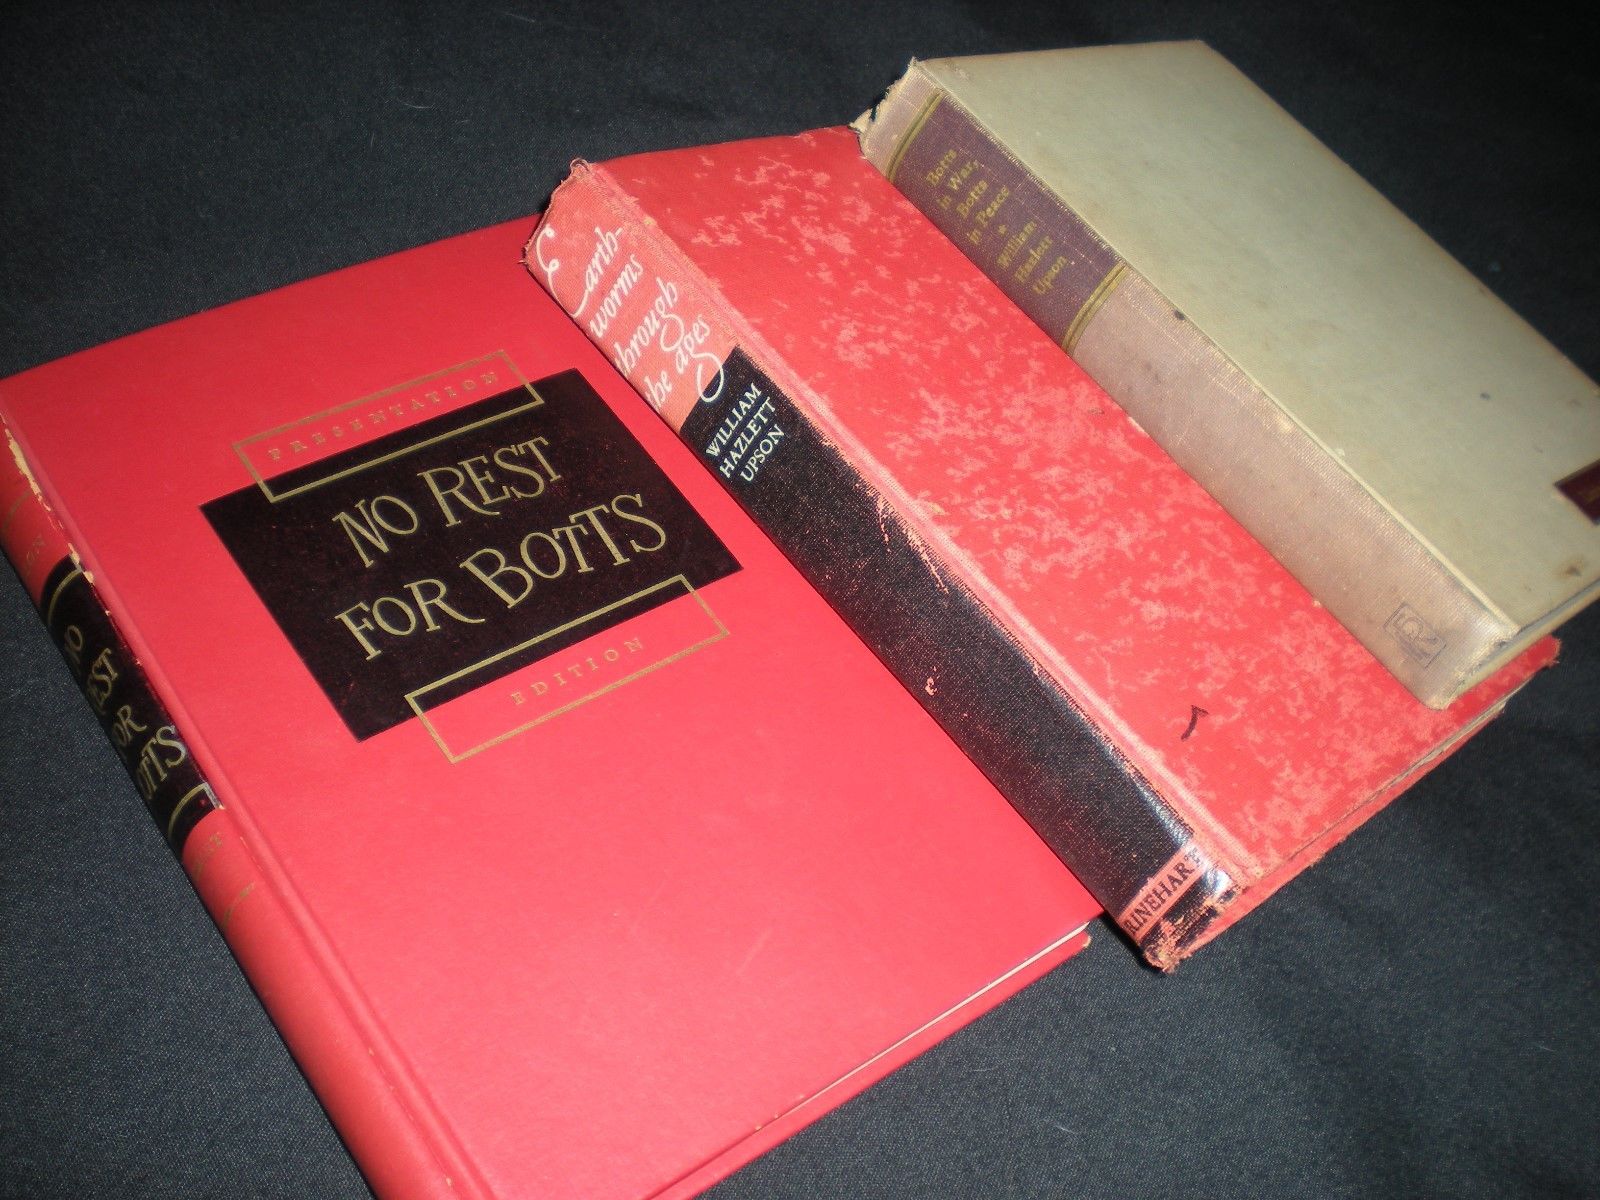 PRESENTATION
NO REST
FOR BOTTS
EDITION
NO
REST
FOR
BOTTS
Earth-
worms
through
the ages
WILLIAM
HAZLETT
UPSON
RINEHART
Botts
in War,
Botts
in Peace
William
Hazlett
Upson
R